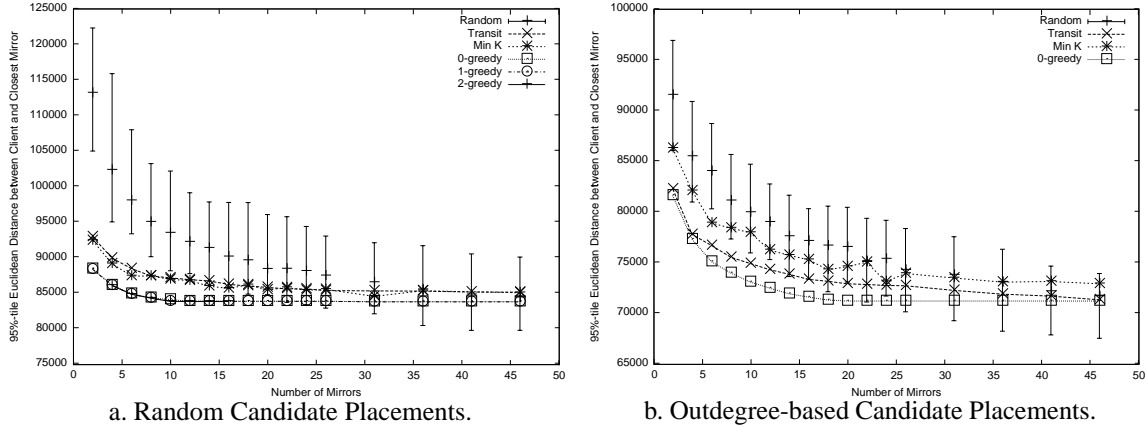 95%-tile Euclidean Distance between Client and Closest Mirror
125000
120000
115000
110000
105000
100000
95000
90000
85000
80000
75000
0 5 10 15 20 25 30 35 40 45 50
Number of Mirrors
Random
Transit
Min K
0-greedy
1-greedy
2-greedy
a. Random Candidate Placements.
95%-tile Euclidean Distance between Client and Closest Mirror
100000
95000
90000
85000
80000
75000
70000
65000
0 5 10 15 20 25 30 35 40 45 50
Number of Mirrors
Random
Transit
Min K
0-greedy
b. Outdegree-based Candidate Placements.